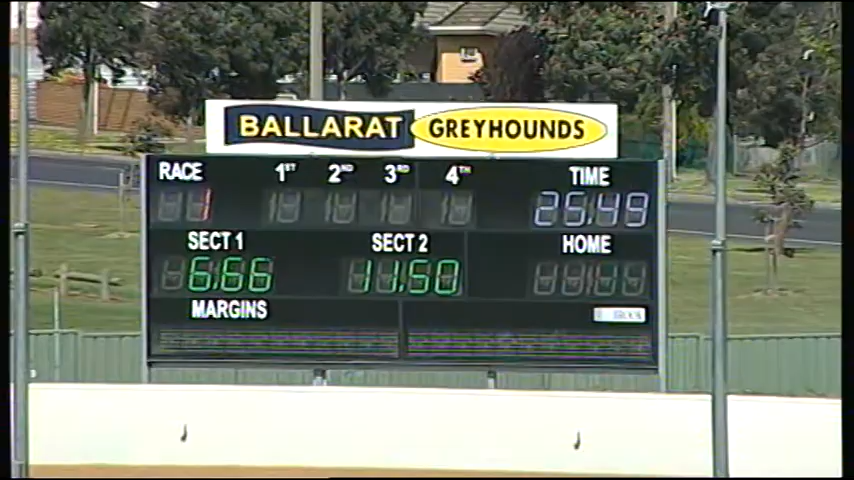 BALLARAT GREYHOUNDS
RACE 1ST 2ND 3RD 4TH TIME
1 25.49
SECT 1 SECT 2 HOME
6.66 11.50
MARGINS